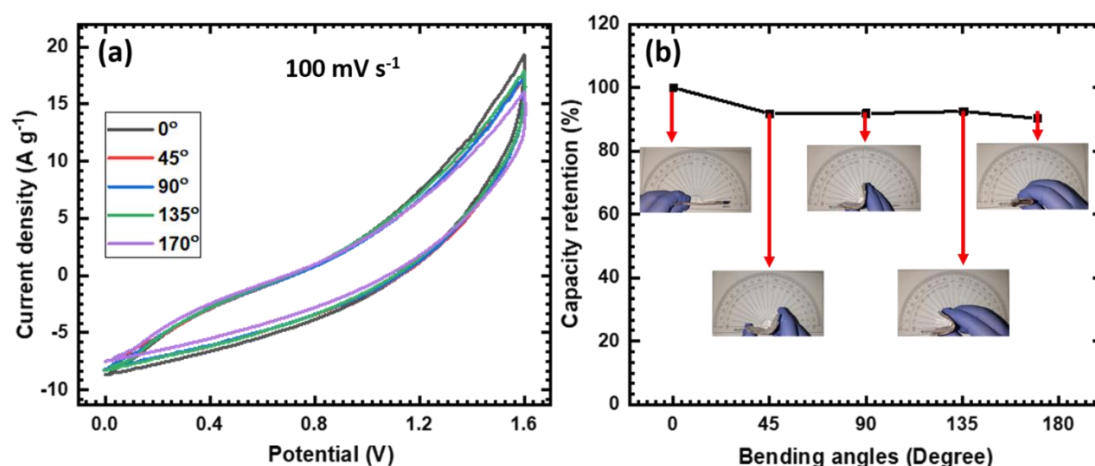 (a)
100 mV s⁻¹
0°
45°
90°
135°
170°
Current density (A g⁻¹)
20
15
10
5
0
-5
-10
0.0 0.4 0.8 1.2 1.6
Potential (V)
(b)
Capacity retention (%)
120
100
80
60
40
20
0
0 45 90 135 180
Bending angles (Degree)